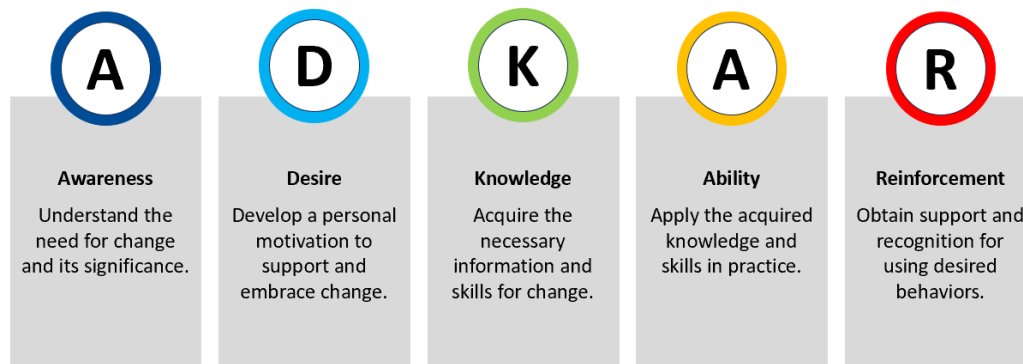 A
D
K
A
R
Awareness
Understand the
need for change
and its significance.
Desire
Develop a personal
motivation to
support and
embrace change.
Knowledge
Acquire the
necessary
information and
skills for change.
Ability
Apply the acquired
knowledge and
skills in practice.
Reinforcement
Obtain support and
recognition for
using desired
behaviors.